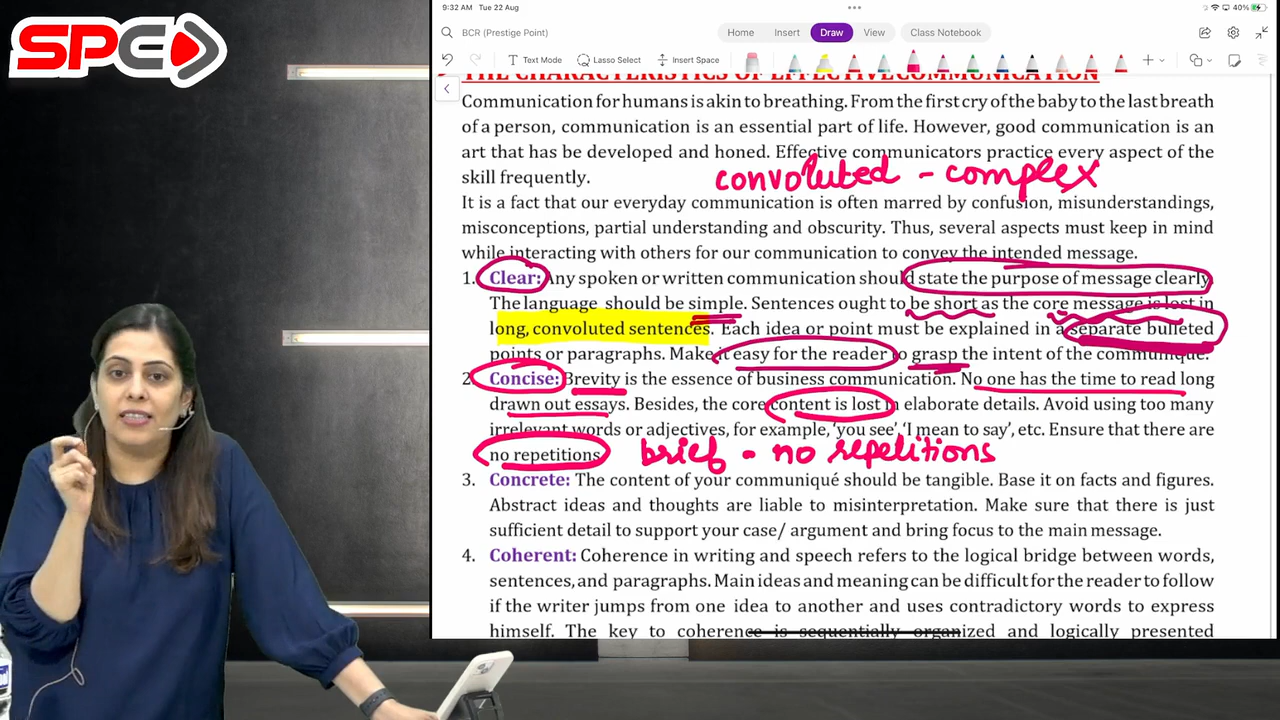 SPC
9:32 AM Tue 22 Aug
40%
BCR (Prestige Point)
Home Insert Draw View Class Notebook
Text Mode Lasso Select Insert Space
THE CHARACTERISTICS OF EFFECTIVE COMMUNICATION
Communication for humans is akin to breathing. From the first cry of the baby to the last breath
of a person, communication is an essential part of life. However, good communication is an
art that has be developed and honed. Effective communicators practice every aspect of the
skill frequently.
convoluted - complex
It is a fact that our everyday communication is often marred by confusion, misunderstandings,
misconceptions, partial understanding and obscurity. Thus, several aspects must keep in mind
while interacting with others for our communication to convey the intended message.
1. Clear: Any spoken or written communication should state the purpose of message clearly.
The language should be simple. Sentences ought to be short as the core message is lost in
long, convoluted sentences. Each idea or point must be explained in a separate bulleted
points or paragraphs. Make it easy for the reader to grasp the intent of the communique.
2. Concise: Brevity is the essence of business communication. No one has the time to read long
drawn out essays. Besides, the core content is lost in elaborate details. Avoid using too many
irrelevant words or adjectives, for example, 'you see', 'I mean to say', etc. Ensure that there are
no repetitions
brief - no repetitions
3. Concrete: The content of your communiqué should be tangible. Base it on facts and figures.
Abstract ideas and thoughts are liable to misinterpretation. Make sure that there is just
sufficient detail to support your case/ argument and bring focus to the main message.
4. Coherent: Coherence in writing and speech refers to the logical bridge between words,
sentences, and paragraphs. Main ideas and meaning can be difficult for the reader to follow
if the writer jumps from one idea to another and uses contradictory words to express
himself. The key to coherence is sequentially organized and logically presented